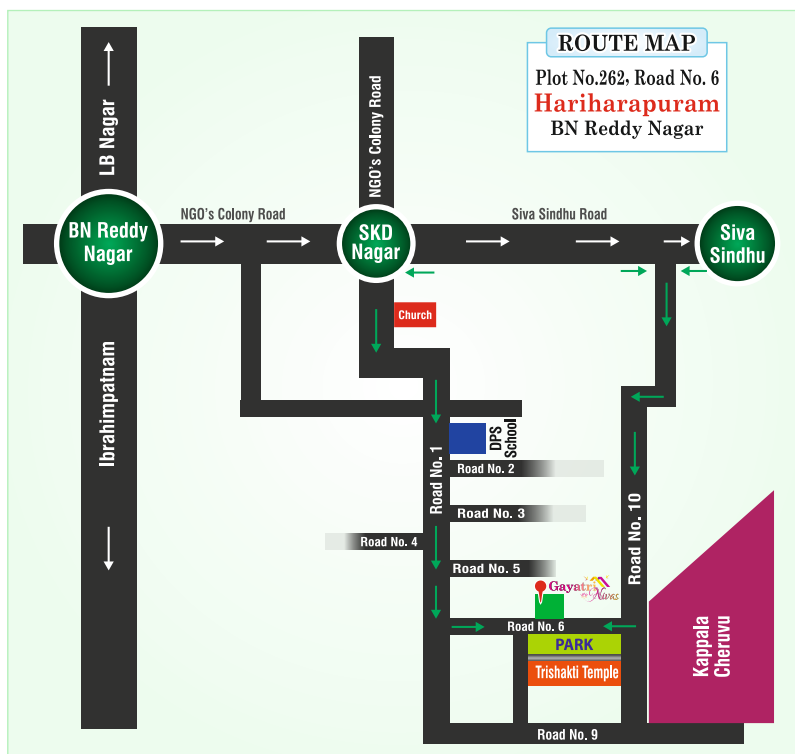 ROUTE MAP
Plot No.262, Road No. 6
Hariharapuram
BN Reddy Nagar
LB Nagar
NGO's Colony Road
BN Reddy
Nagar
NGO's Colony Road
SKD
Nagar
Siva Sindhu Road
Siva
Sindhu
Church
Ibrahimpatnam
Road No. 1
DPS
School
Road No. 2
Road No. 3
Road No. 4
Road No. 5
Road No. 10
Gayatri
Nivas
Road No. 6
PARK
Trishakti Temple
Kappala
Cheruvu
Road No. 9